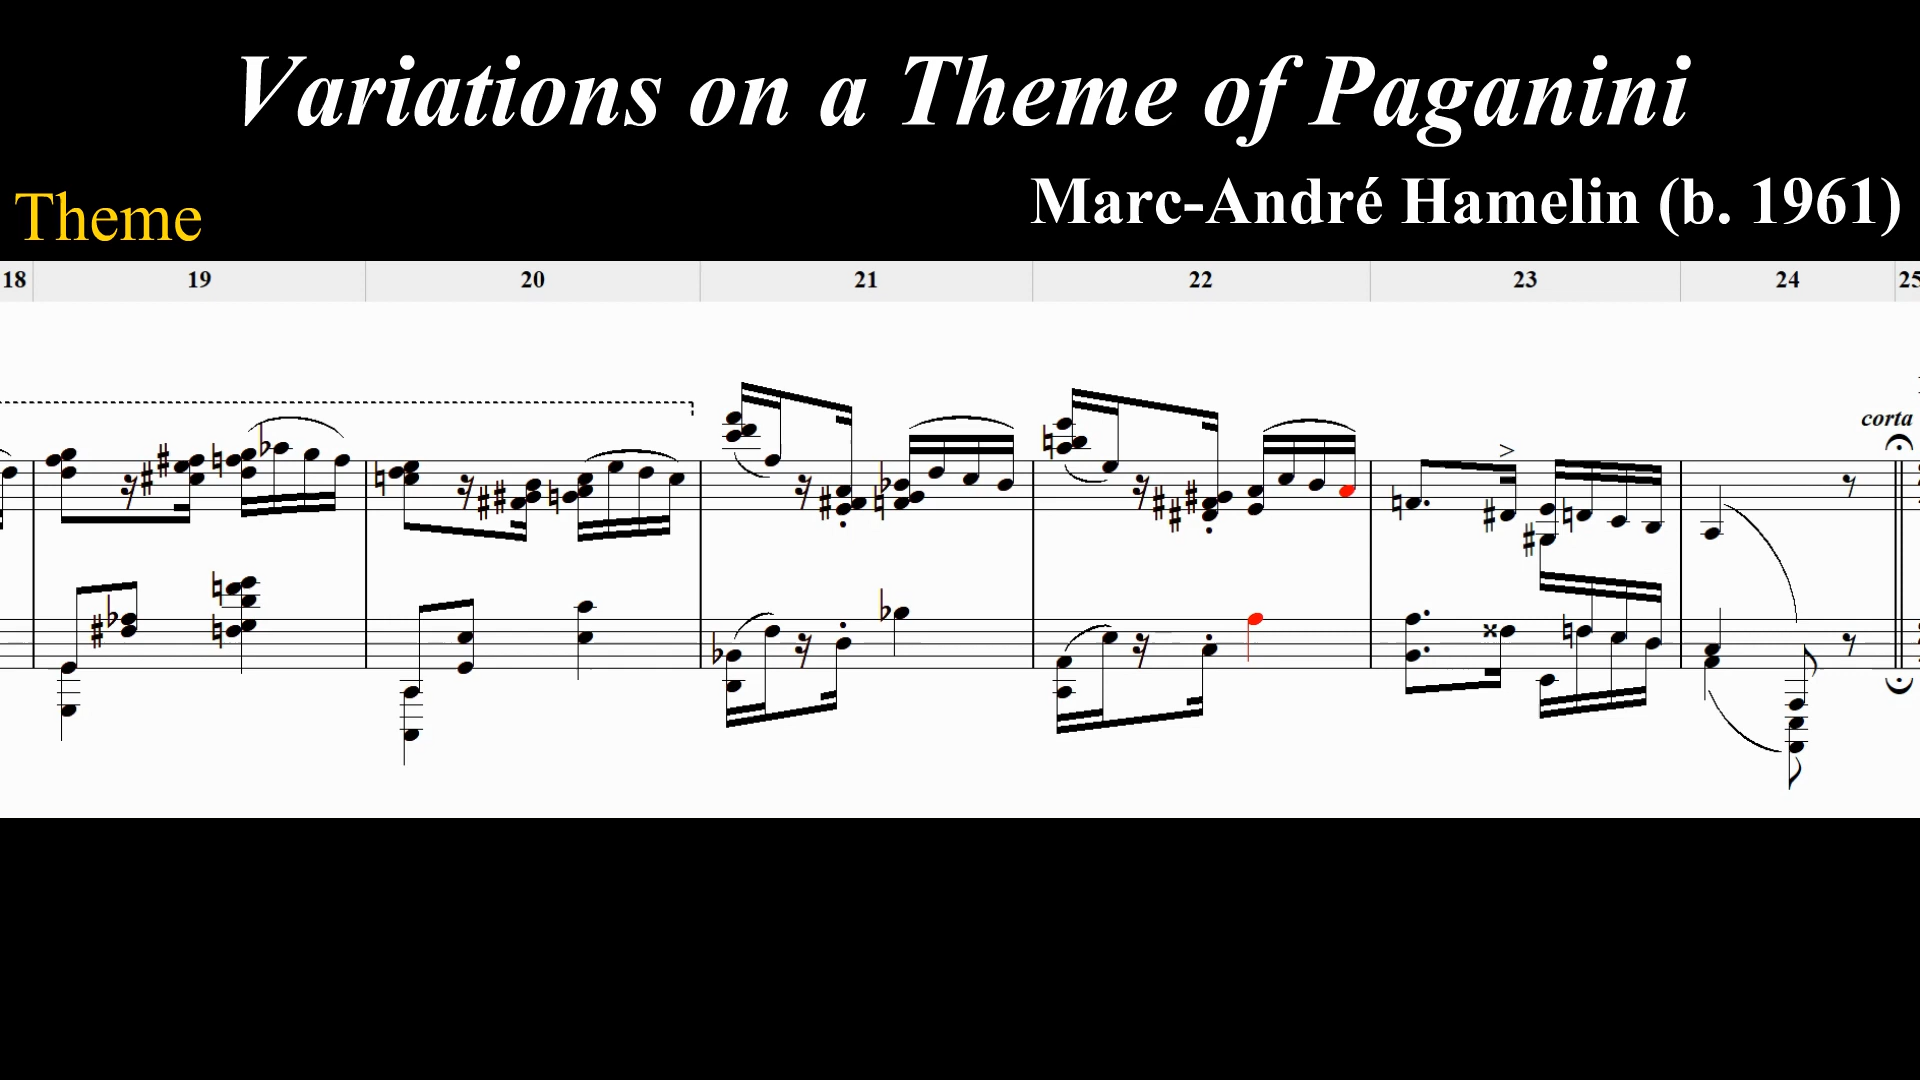 Variations on a Theme of Paganini
Theme
Marc-André Hamelin (b. 1961)
18 19 20 21 22 23 24 25
corta